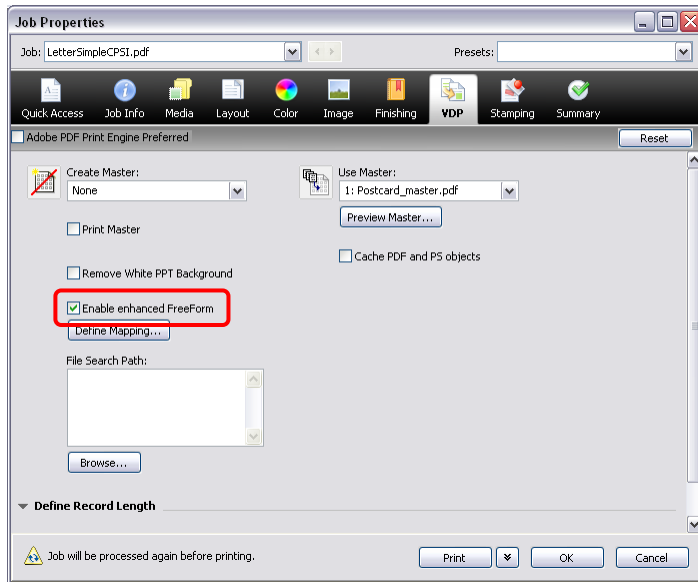 Job Properties
Job: LetterSimpleCPSI.pdf Presets:
Quick Access Job Info Media Layout Color Image Finishing VDP Stamping Summary
Adobe PDF Print Engine Preferred Reset
Create Master: Use Master:
None 1: Postcard_master.pdf
Preview Master...
Print Master
Cache PDF and PS objects
Remove White PPT Background
Enable enhanced FreeForm
Define Mapping...
File Search Path:
Browse...
Define Record Length
Job will be processed again before printing. Print OK Cancel